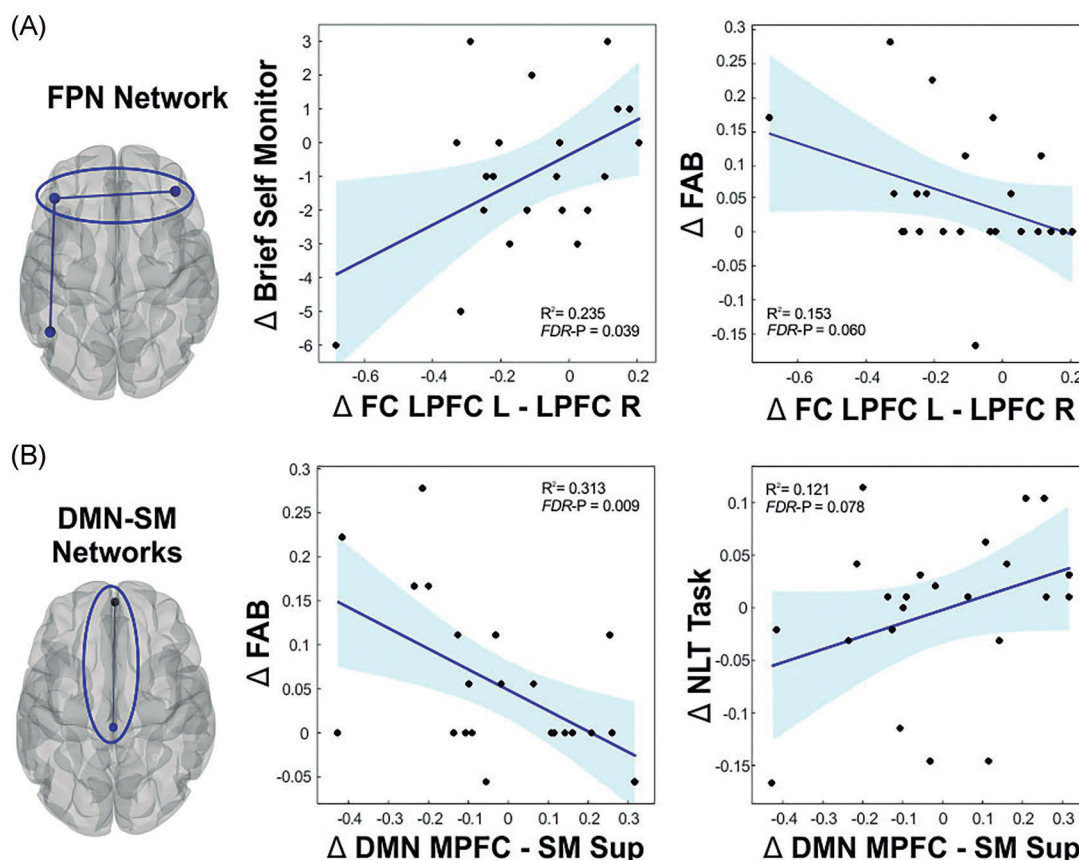 (A)
FPN Network
3
2
1
0
-1
-2
-3
-4
-5
-6
Δ Brief Self Monitor
R²= 0.235
FDR-P = 0.039
-0.6
-0.4
-0.2
0
0.2
Δ FC LPFC L - LPFC R
0.3
0.25
0.2
0.15
0.1
0.05
0
-0.05
-0.1
-0.15
Δ FAB
R²= 0.153
FDR-P = 0.060
-0.6
-0.4
-0.2
0
0.2
Δ FC LPFC L - LPFC R
(B)
DMN-SM
Networks
0.3
0.25
0.2
0.15
0.1
0.05
0
-0.05
Δ FAB
R²= 0.313
FDR-P = 0.009
-0.4
-0.3
-0.2
-0.1
0
0.1
0.2
0.3
Δ DMN MPFC - SM Sup
0.1
0.05
0
-0.05
-0.1
-0.15
Δ NLT Task
R²= 0.121
FDR-P = 0.078
-0.4
-0.3
-0.2
-0.1
0
0.1
0.2
0.3
Δ DMN MPFC - SM Sup